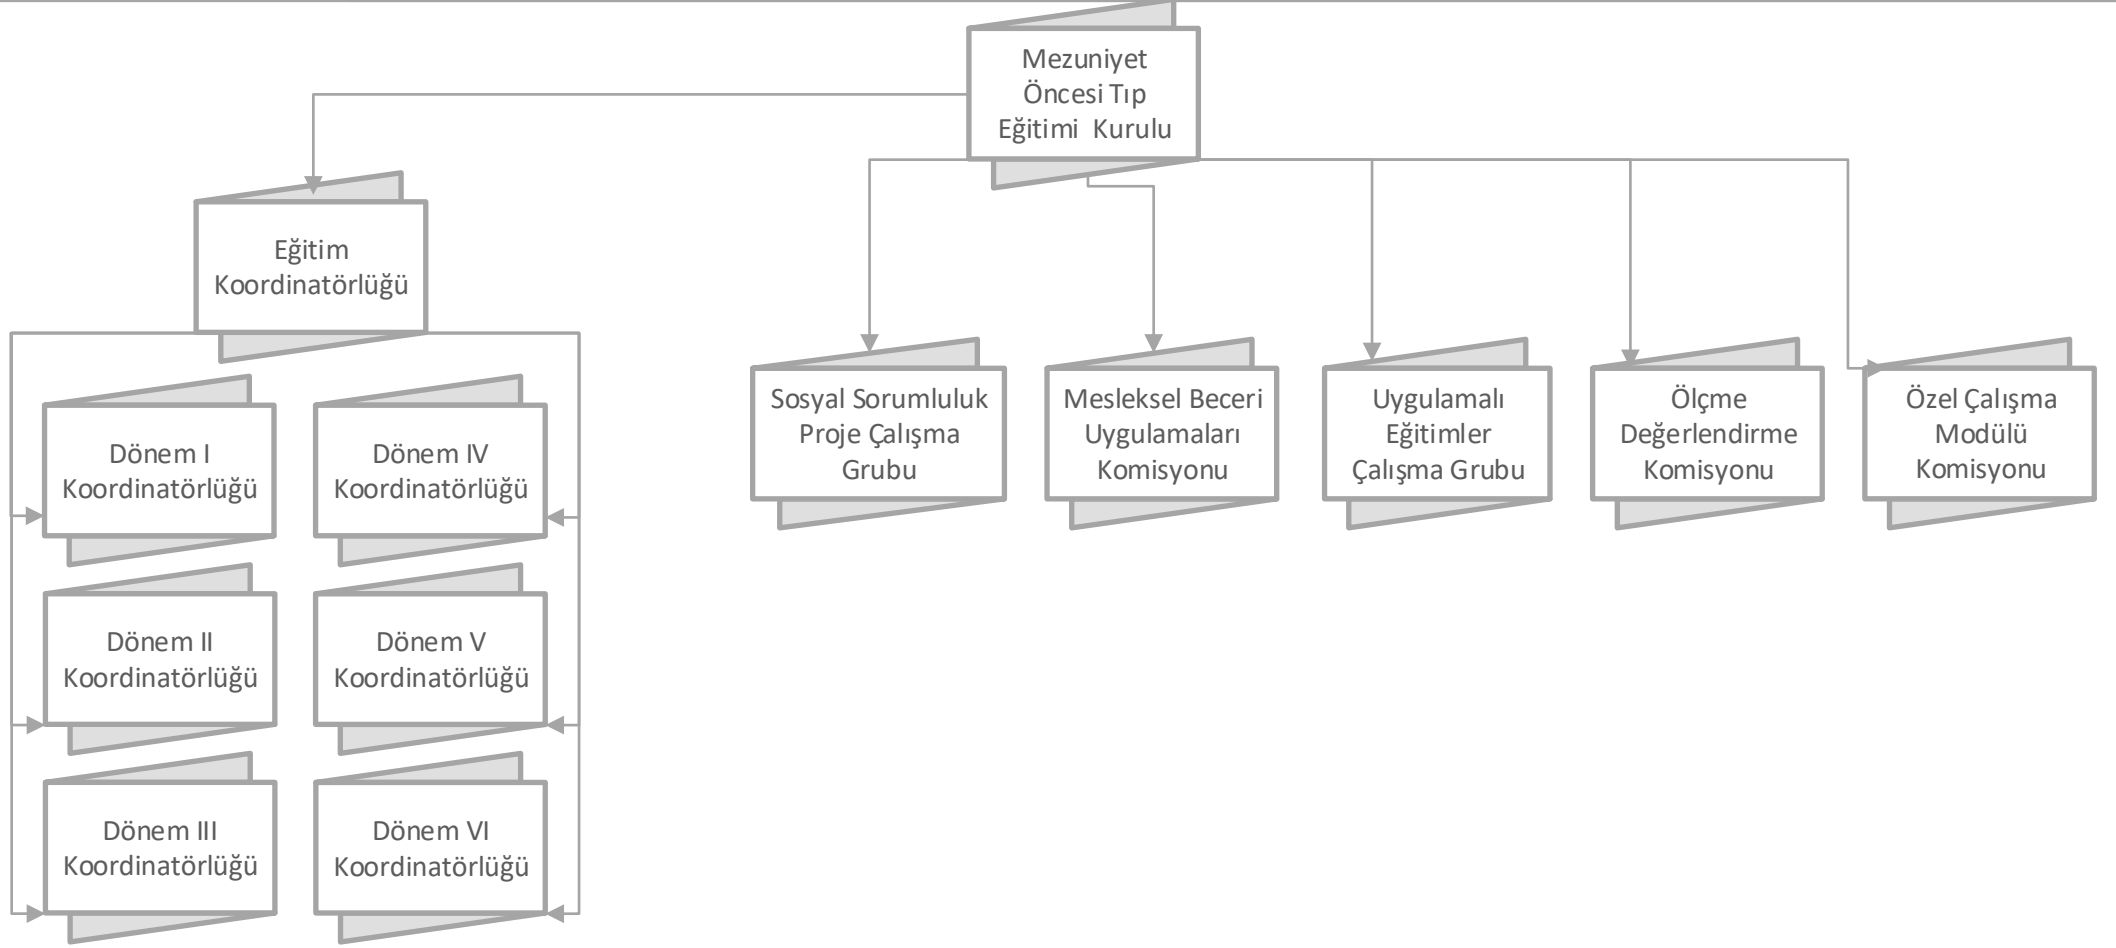 Mezuniyet
Öncesi Tıp
Eğitimi Kurulu
Eğitim
Koordinatörlüğü
Dönem I
Koordinatörlüğü
Dönem IV
Koordinatörlüğü
Dönem II
Koordinatörlüğü
Dönem V
Koordinatörlüğü
Dönem III
Koordinatörlüğü
Dönem VI
Koordinatörlüğü
Sosyal Sorumluluk
Proje Çalışma
Grubu
Mesleksel Beceri
Uygulamaları
Komisyonu
Uygulamalı
Eğitimler
Çalışma Grubu
Ölçme
Değerlendirme
Komisyonu
Özel Çalışma
Modülü
Komisyonu